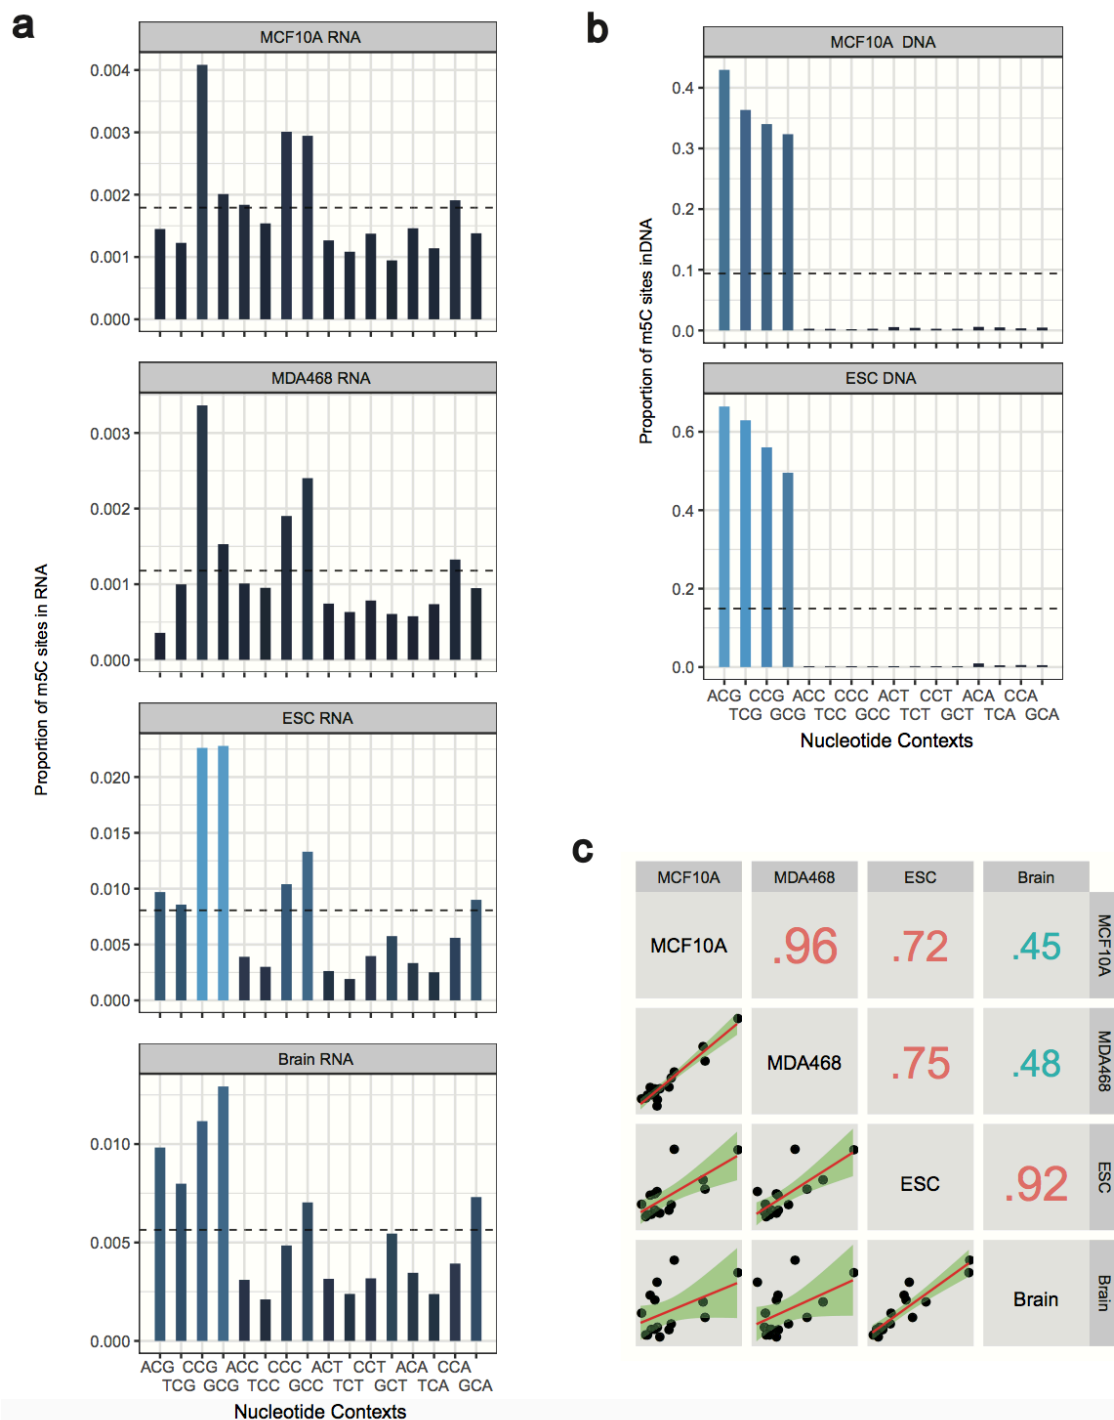 a
MCF10A RNA
0.004
0.003
0.002
0.001
0.000
MDA468 RNA
0.003
0.002
0.001
0.000
ESC RNA
0.020
0.015
0.010
0.005
0.000
Brain RNA
0.010
0.005
0.000
ACG CCG ACC CCC ACT CCT ACA CCA
TCG GCG TCC GCC TCT GCT TCA GCA
Nucleotide Contexts
Proportion of m5C sites in RNA
b
MCF10A DNA
0.4
0.3
0.2
0.1
0.0
ESC DNA
0.6
0.4
0.2
0.0
ACG CCG ACC CCC ACT CCT ACA CCA
TCG GCG TCC GCC TCT GCT TCA GCA
Nucleotide Contexts
Proportion of m5C sites inDNA
c
MCF10A MDA468 ESC Brain
MCF10A .96 .72 .45 MCF10A
MDA468 .75 .48 MDA468
ESC .92 ESC
Brain Brain